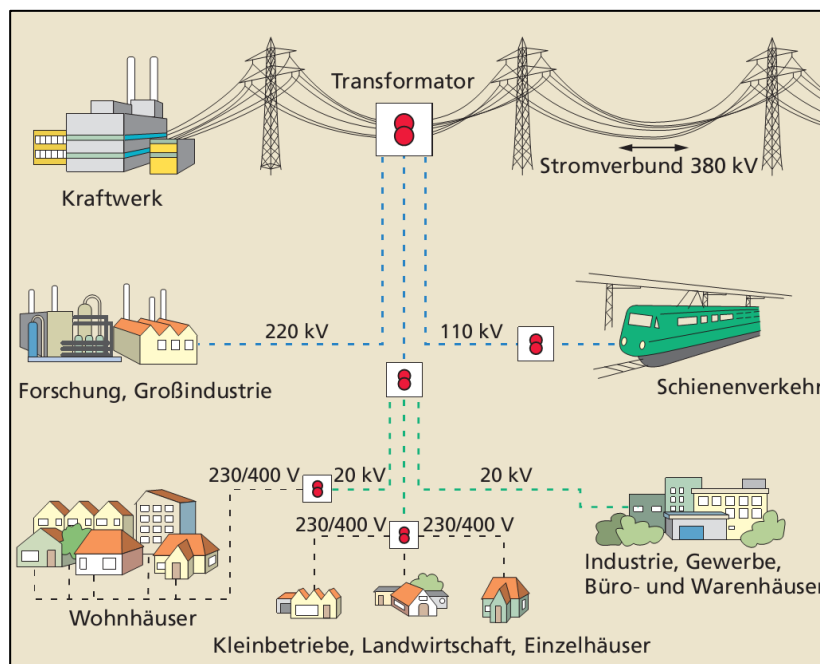 Transformator
Stromverbund 380 kV
Kraftwerk
220 kV
110 kV
Forschung, Großindustrie
Schienenverkehr
230/400 V
20 kV
20 kV
230/400 V
230/400 V
Wohnhäuser
Industrie, Gewerbe,
Büro- und Warenhäuser
Kleinbetriebe, Landwirtschaft, Einzelhäuser